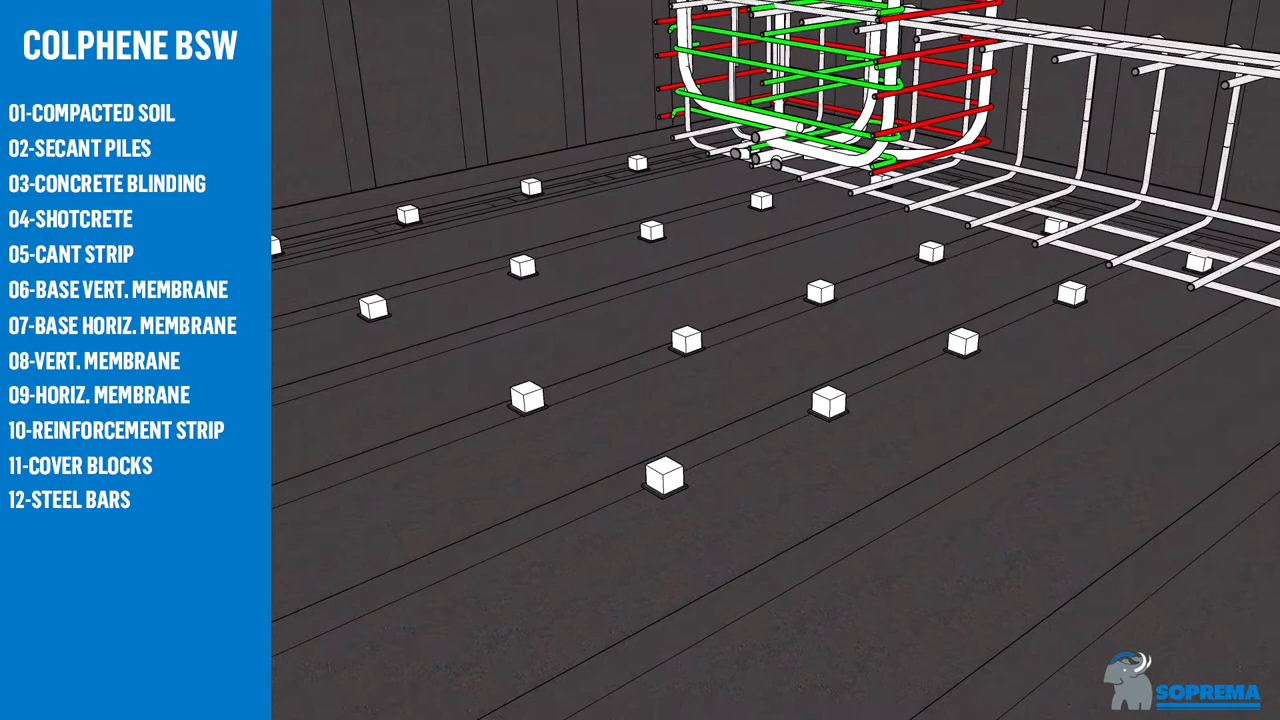 COLPHENE BSW
01-COMPACTED SOIL
02-SECANT PILES
03-CONCRETE BLINDING
04-SHOTCRETE
05-CANT STRIP
06-BASE VERT. MEMBRANE
07-BASE HORIZ. MEMBRANE
08-VERT. MEMBRANE
09-HORIZ. MEMBRANE
10-REINFORCEMENT STRIP
11-COVER BLOCKS
12-STEEL BARS
SOPREMA